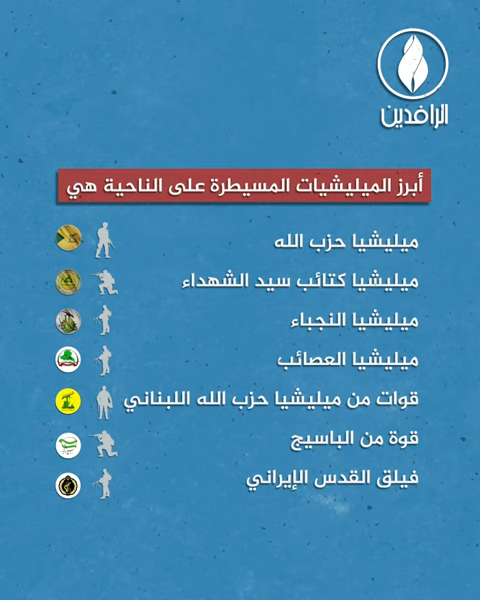 الرافدين
أبرز الميليشيات المسيطرة على الناحية هي
ميليشيا حزب الله
ميليشيا كتائب سيد الشهداء
ميليشيا النجباء
ميليشيا العصائب
قوات من ميليشيا حزب الله اللبناني
قوة من الباسيج
فيلق القدس الإيراني